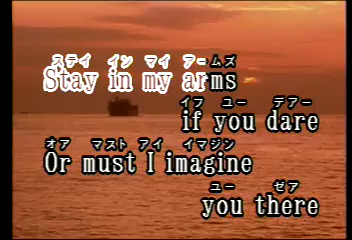 ステイ イン マイ アームズ
Stay in my arms
イフ ユー デアー
if you dare
オア マスト アイ イマジン
Or must I imagine
ユー ゼア
you there